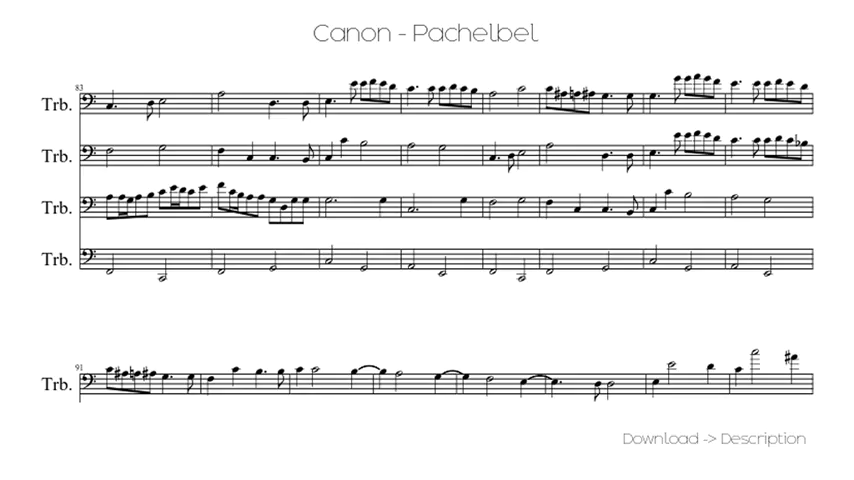 Canon - Pachelbel
83
Trb.
Trb.
Trb.
Trb.
91
Trb.
Download -> Description